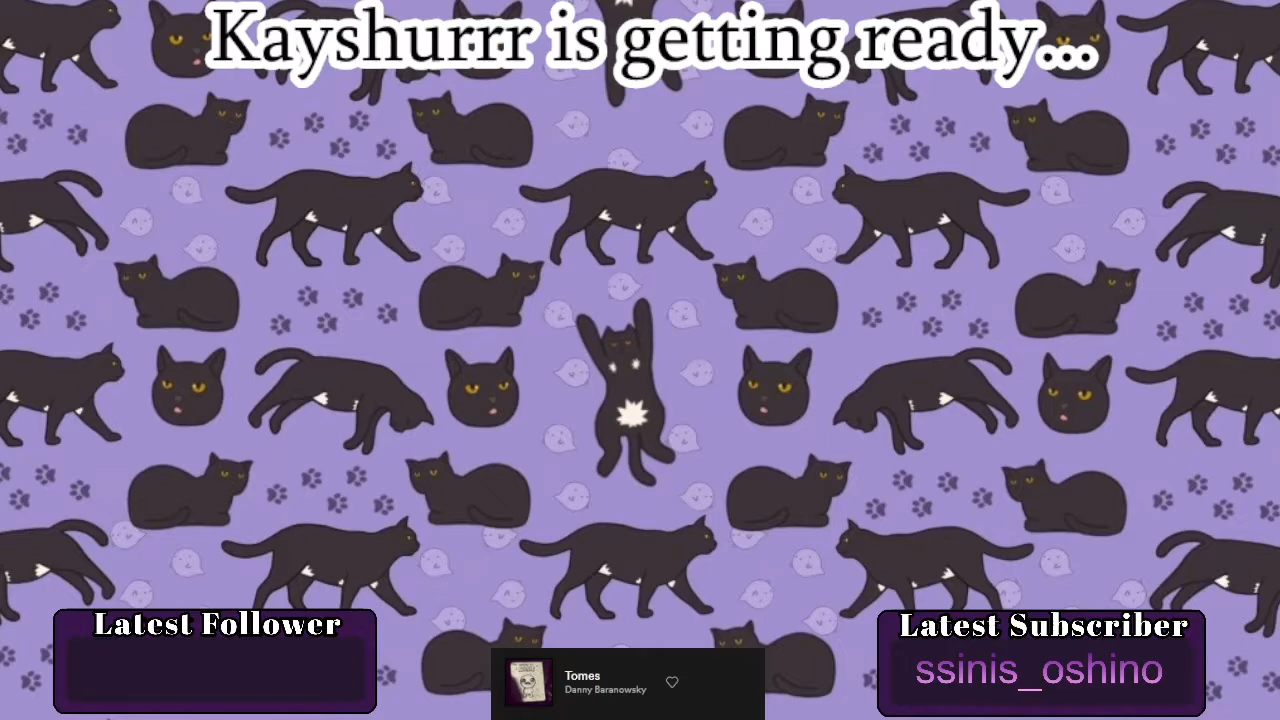 Kayshurrr is getting ready...
Latest Follower
Tomes
Danny Baranowsky
Latest Subscriber
ssinis_oshino